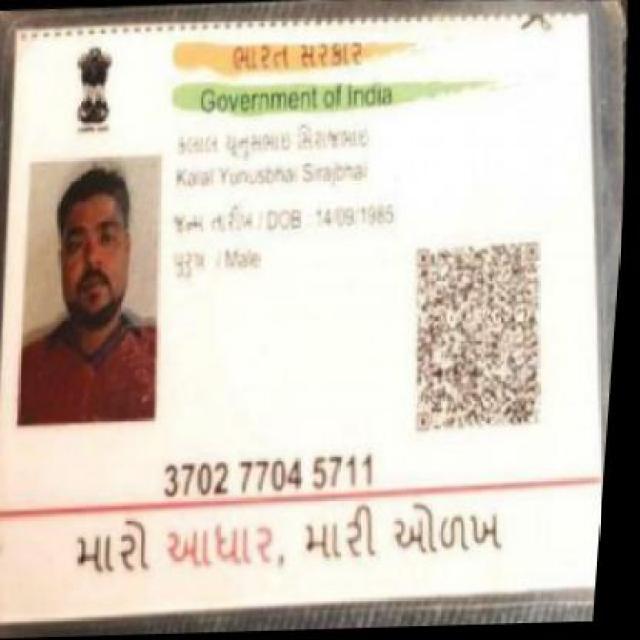 ભારત સરકાર
Government of India
કલાલ યુનુસભાઇ સિરાજભાઇ
Kalal Yunusbhai Sirajbhai
જન્મ તારીખ / DOB : 14/09/1985
પુરુષ / Male
3702 7704 5711
મારો આધાર, મારી ઓળખ